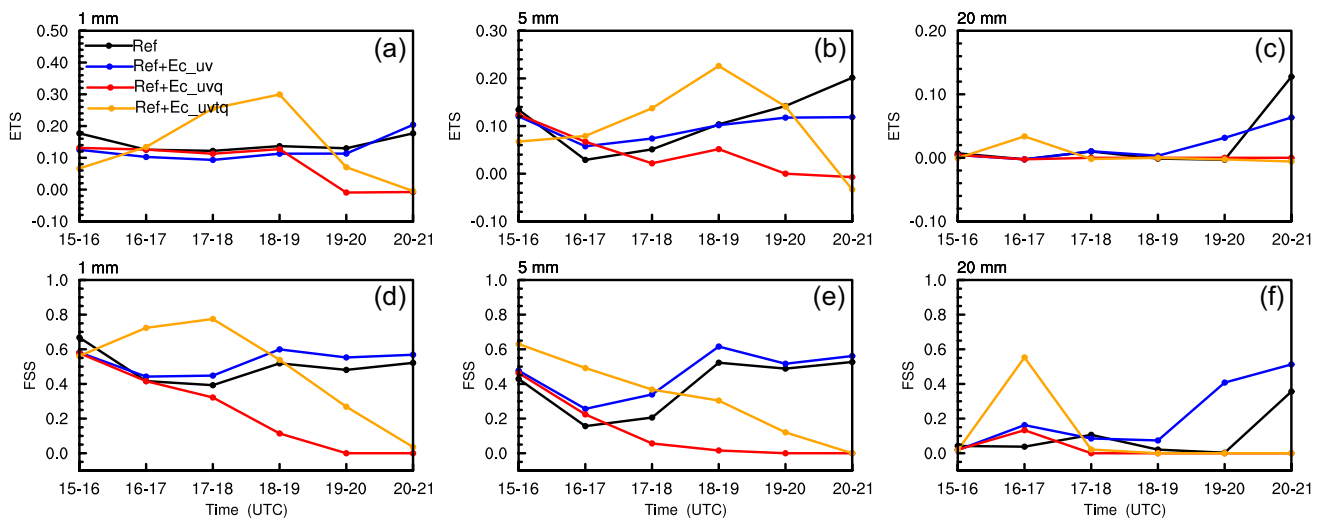 1 mm
(a)
0.50
0.40
0.30
0.20
0.10
0.00
-0.10
ETS
Ref
Ref+Ec_uv
Ref+Ec_uvq
Ref+Ec_uvtq
15-16 16-17 17-18 18-19 19-20 20-21
5 mm
(b)
0.30
0.20
0.10
0.00
-0.10
ETS
15-16 16-17 17-18 18-19 19-20 20-21
20 mm
(c)
0.20
0.10
0.00
-0.10
ETS
15-16 16-17 17-18 18-19 19-20 20-21
1 mm
(d)
1.0
0.8
0.6
0.4
0.2
0.0
FSS
15-16 16-17 17-18 18-19 19-20 20-21
Time (UTC)
5 mm
(e)
1.0
0.8
0.6
0.4
0.2
0.0
FSS
15-16 16-17 17-18 18-19 19-20 20-21
Time (UTC)
20 mm
(f)
1.0
0.8
0.6
0.4
0.2
0.0
FSS
15-16 16-17 17-18 18-19 19-20 20-21
Time (UTC)